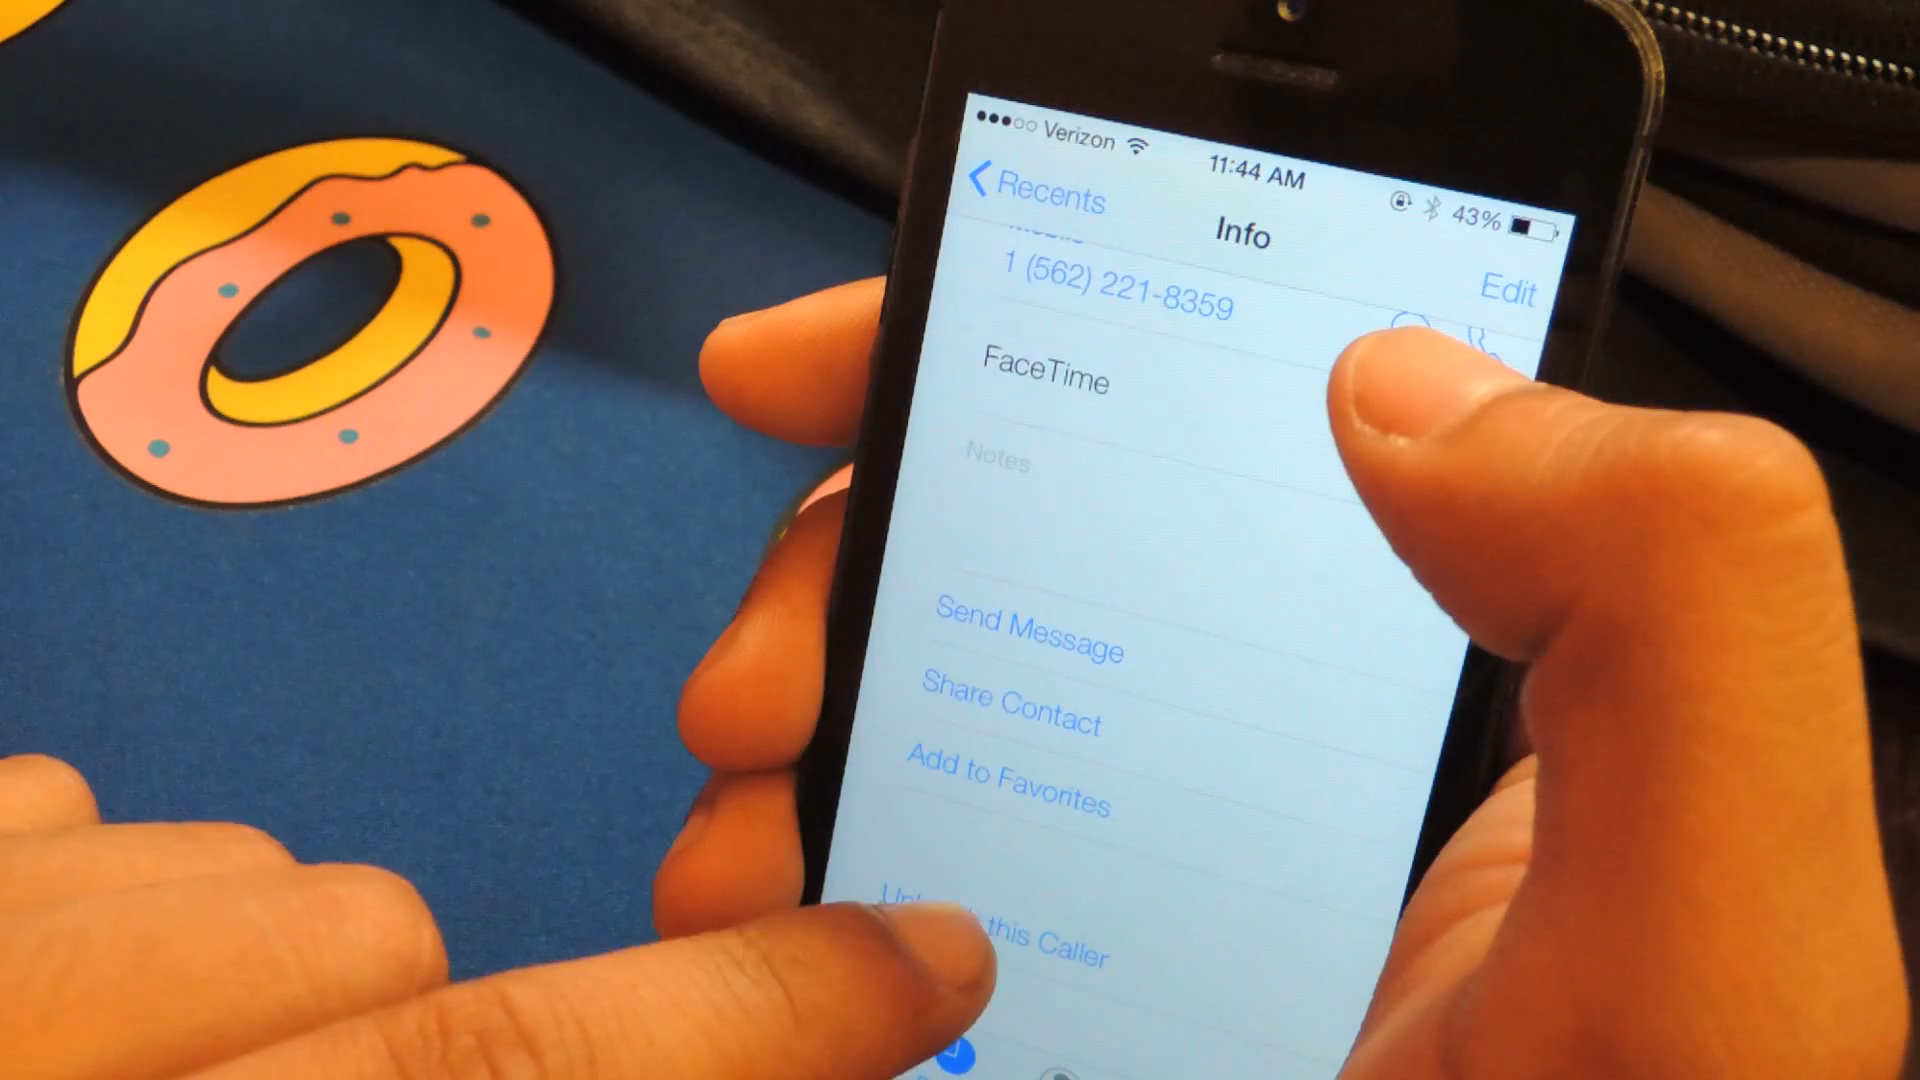 Verizon 11:44 AM 43%
Recents
Info
Edit
1 (562) 221-8359
FaceTime
Notes
Send Message
Share Contact
Add to Favorites
this Caller